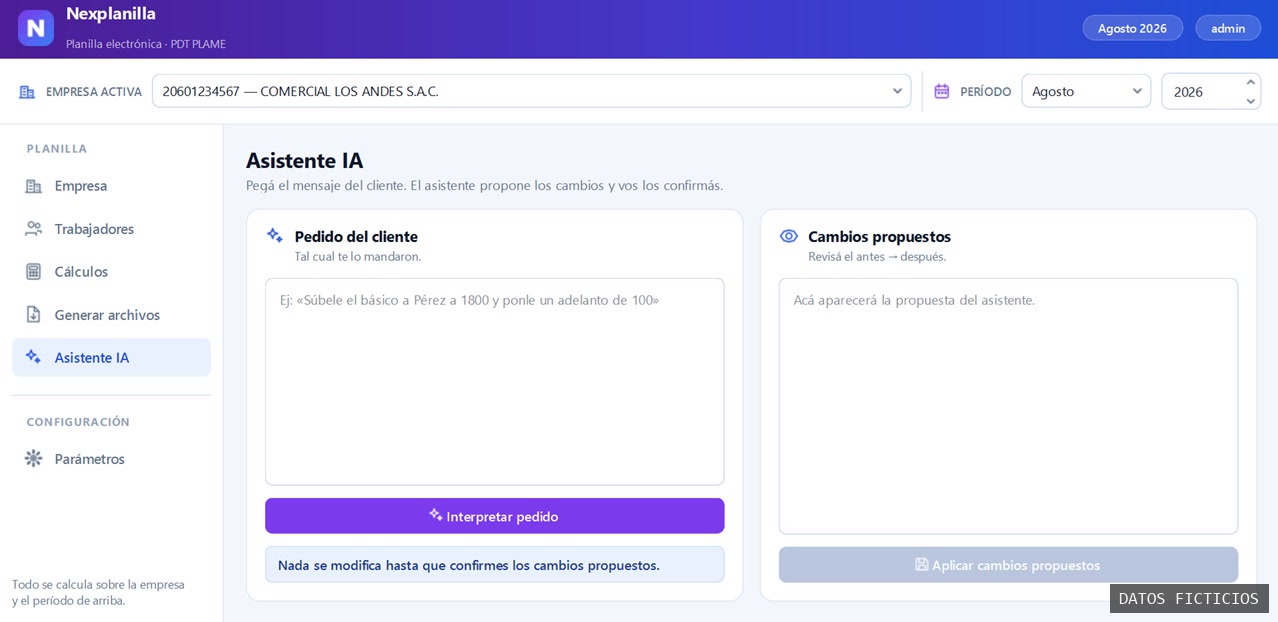 N
Nexplanilla
Planilla electrónica · PDT PLAME
Agosto 2026
admin
EMPRESA ACTIVA
20601234567 — COMERCIAL LOS ANDES S.A.C.
PERÍODO
Agosto
2026
PLANILLA
Empresa
Trabajadores
Cálculos
Generar archivos
Asistente IA
CONFIGURACIÓN
Parámetros
Todo se calcula sobre la empresa
y el período de arriba.
Asistente IA
Pegá el mensaje del cliente. El asistente propone los cambios y vos los confirmás.
Pedido del cliente
Tal cual te lo mandaron.
Ej: «Súbele el básico a Pérez a 1800 y ponle un adelanto de 100»
Interpretar pedido
Nada se modifica hasta que confirmes los cambios propuestos.
Cambios propuestos
Revisá el antes → después.
Acá aparecerá la propuesta del asistente.
Aplicar cambios propuestos
DATOS FICTICIOS